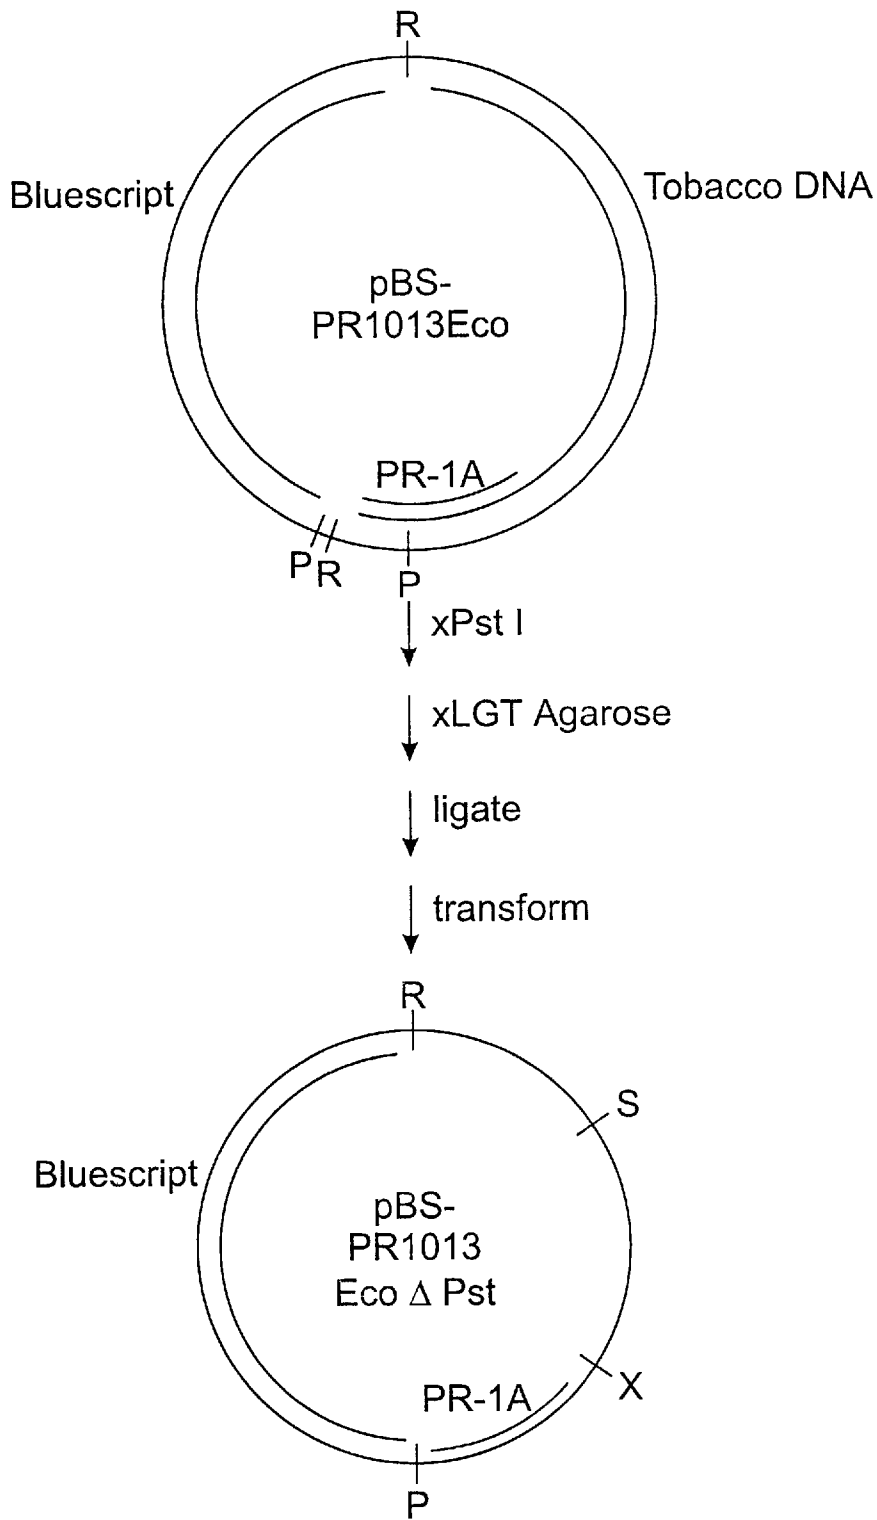 R
Bluescript
Tobacco DNA
pBS-
PR1013Eco
PR-1A
P
R
P
xPst I
xLGT Agarose
ligate
transform
R
S
Bluescript
pBS-
PR1013
Eco Δ Pst
X
PR-1A
P